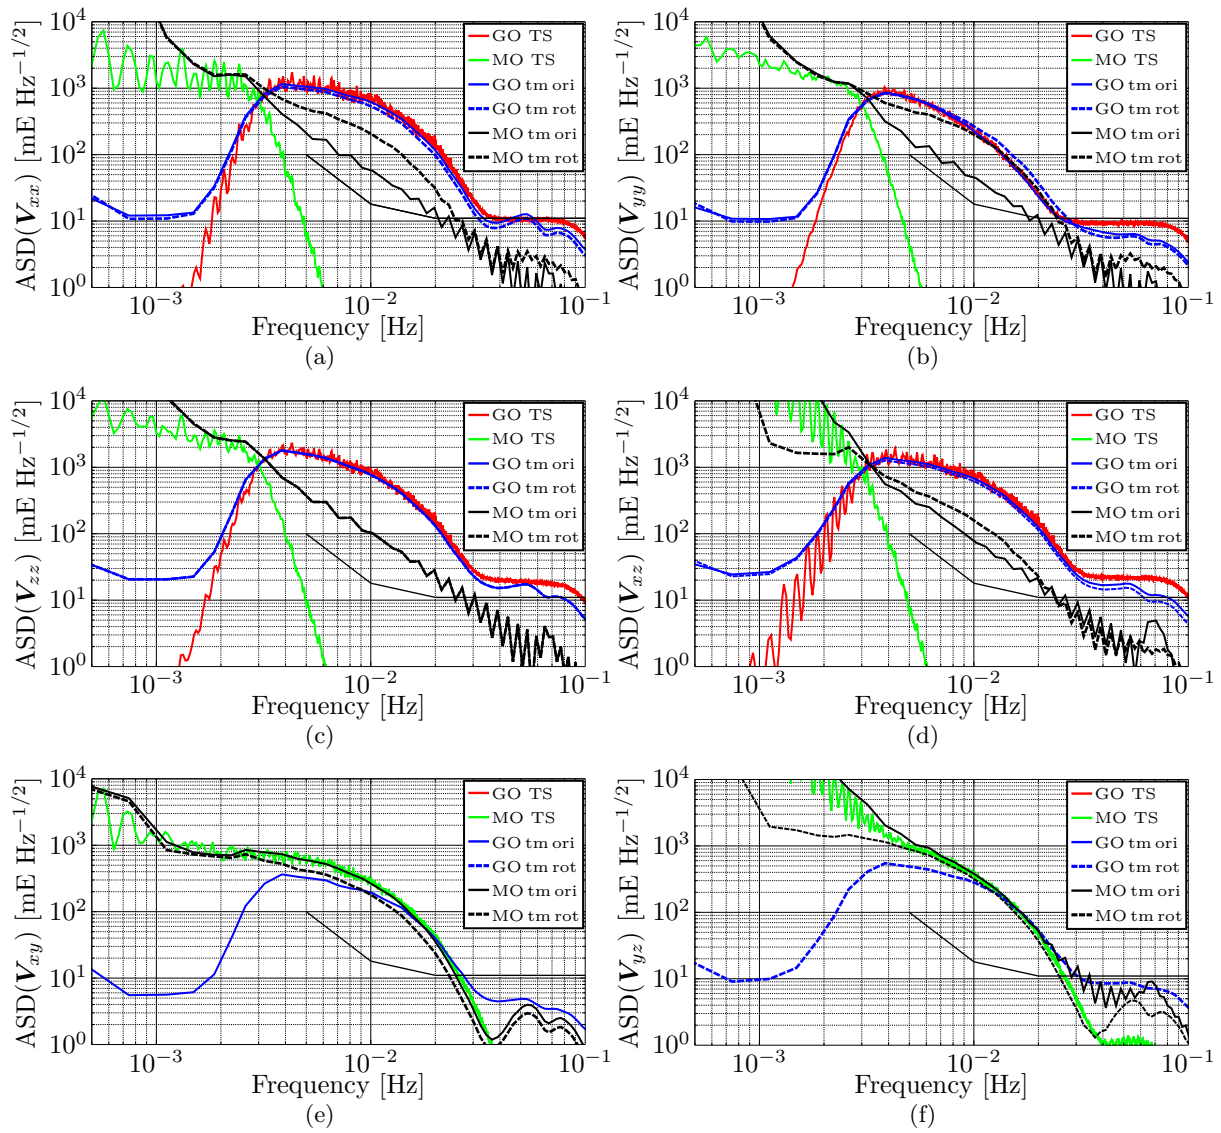 ASD(V_xx) [mE Hz^−1/2]
10^4
10^3
10^2
10^1
10^0
GO TS
MO TS
GO tm ori
GO tm rot
MO tm ori
MO tm rot
10^−3 10^−2 10^−1
Frequency [Hz]
(a)
ASD(V_yy) [mE Hz^−1/2]
10^4
10^3
10^2
10^1
10^0
GO TS
MO TS
GO tm ori
GO tm rot
MO tm ori
MO tm rot
10^−3 10^−2 10^−1
Frequency [Hz]
(b)
ASD(V_zz) [mE Hz^−1/2]
10^4
10^3
10^2
10^1
10^0
GO TS
MO TS
GO tm ori
GO tm rot
MO tm ori
MO tm rot
10^−3 10^−2 10^−1
Frequency [Hz]
(c)
ASD(V_xz) [mE Hz^−1/2]
10^4
10^3
10^2
10^1
10^0
GO TS
MO TS
GO tm ori
GO tm rot
MO tm ori
MO tm rot
10^−3 10^−2 10^−1
Frequency [Hz]
(d)
ASD(V_xy) [mE Hz^−1/2]
10^4
10^3
10^2
10^1
10^0
GO TS
MO TS
GO tm ori
GO tm rot
MO tm ori
MO tm rot
10^−3 10^−2 10^−1
Frequency [Hz]
(e)
ASD(V_yz) [mE Hz^−1/2]
10^4
10^3
10^2
10^1
10^0
GO TS
MO TS
GO tm ori
GO tm rot
MO tm ori
MO tm rot
10^−3 10^−2 10^−1
Frequency [Hz]
(f)